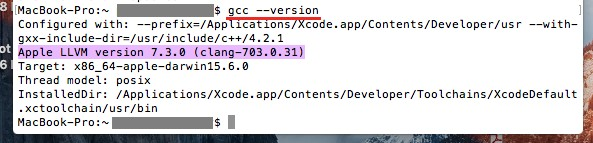 MacBook-Pro:~ $ gcc --version
Configured with: --prefix=/Applications/Xcode.app/Contents/Developer/usr --with-
gxx-include-dir=/usr/include/c++/4.2.1
Apple LLVM version 7.3.0 (clang-703.0.31)
Target: x86_64-apple-darwin15.6.0
Thread model: posix
InstalledDir: /Applications/Xcode.app/Contents/Developer/Toolchains/XcodeDefault
.xctoolchain/usr/bin
MacBook-Pro:~ $